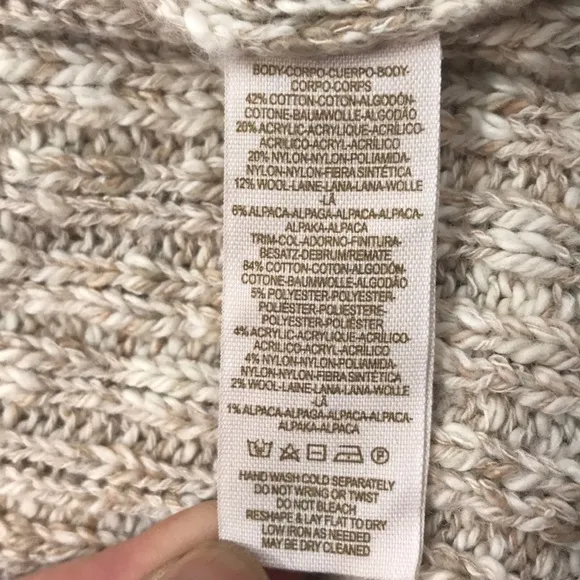 BODY-CORPO-CUERPO-BODY-
CORPO-CORPS
42% COTTON-COTON-ALGODÓN-
COTONE-BAUMWOLLE-ALGODÃO
20% ACRYLIC-ACRYLIQUE-ACRÍLICO-
ACRILICO-ACRYL-ACRÍLICO
20% NYLON-NYLON-POLIAMIDA-
NYLON-NYLON-FIBRA SINTÉTICA
12% WOOL-LAINE-LANA-LANA-WOLLE
-LÃ
6% ALPACA-ALPAGA-ALPACA-ALPACA-
ALPAKA-ALPACA
TRIM-COL-ADORNO-FINITURA-
BESATZ-DEBRUM/REMATE
84% COTTON-COTON-ALGODÓN-
COTONE-BAUMWOLLE-ALGODÃO
5% POLYESTER-POLYESTER-
POLIÉSTER-POLIESTERE-
POLYESTER-POLIÉSTER
4% ACRYLIC-ACRYLIQUE-ACRÍLICO-
ACRILICO-ACRYL-ACRÍLICO
4% NYLON-NYLON-POLIAMIDA-
NYLON-NYLON-FIBRA SINTÉTICA
2% WOOL-LAINE-LANA-LANA-WOLLE
-LÃ
1% ALPACA-ALPAGA-ALPACA-ALPACA-
ALPAKA-ALPACA
HAND WASH COLD SEPARATELY
DO NOT WRING OR TWIST
DO NOT BLEACH
RESHAPE & LAY FLAT TO DRY
LOW IRON AS NEEDED
MAY BE DRY CLEANED